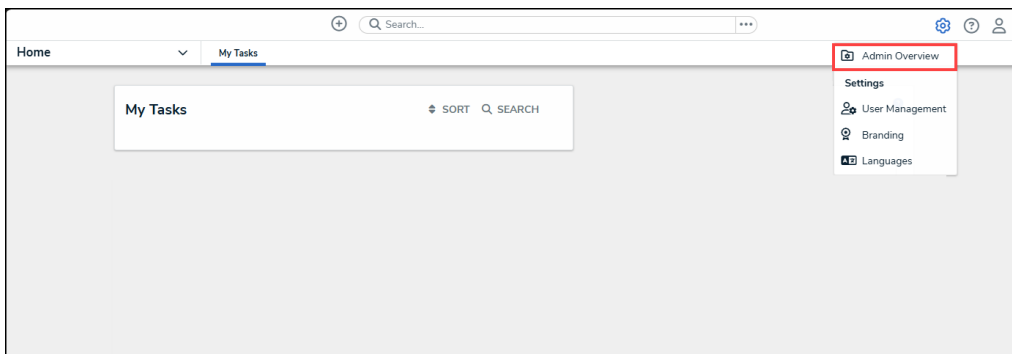 Search...
Home
My Tasks
Admin Overview
Settings
My Tasks
SORT
SEARCH
User Management
Branding
Languages